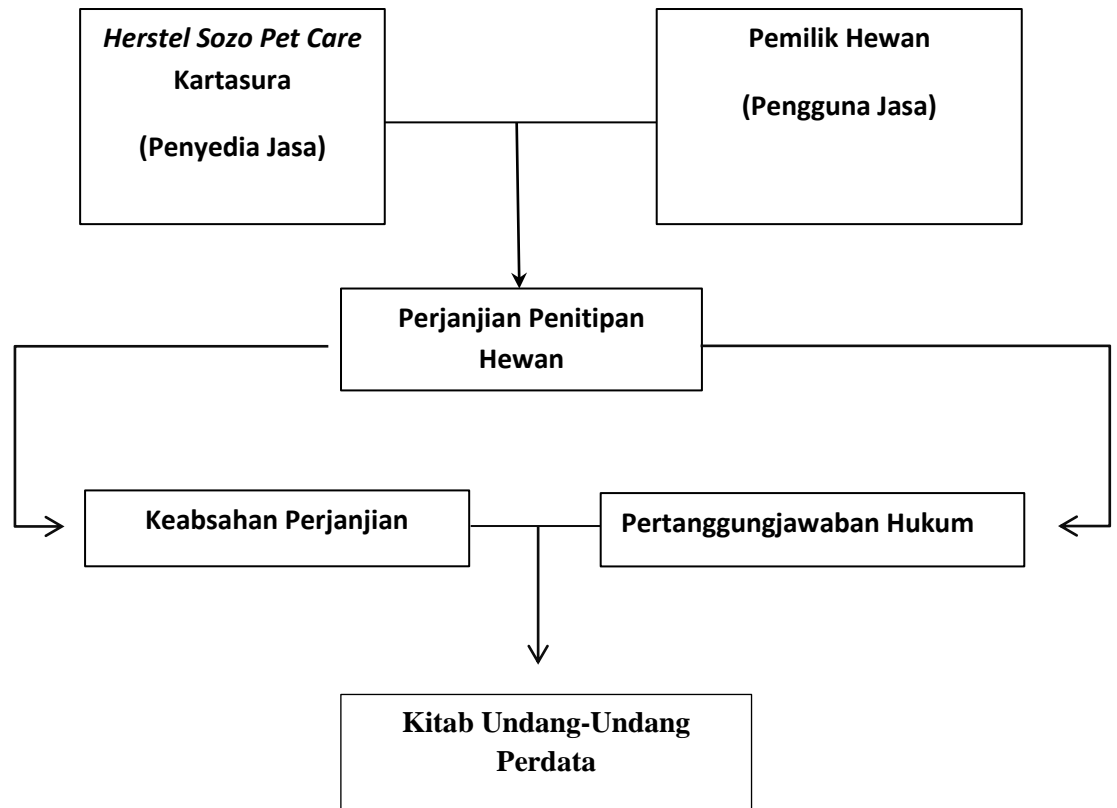 Herstel Sozo Pet Care
Kartasura
(Penyedia Jasa)
Pemilik Hewan
(Pengguna Jasa)
Perjanjian Penitipan
Hewan
Keabsahan Perjanjian
Pertanggungjawaban Hukum
Kitab Undang-Undang
Perdata